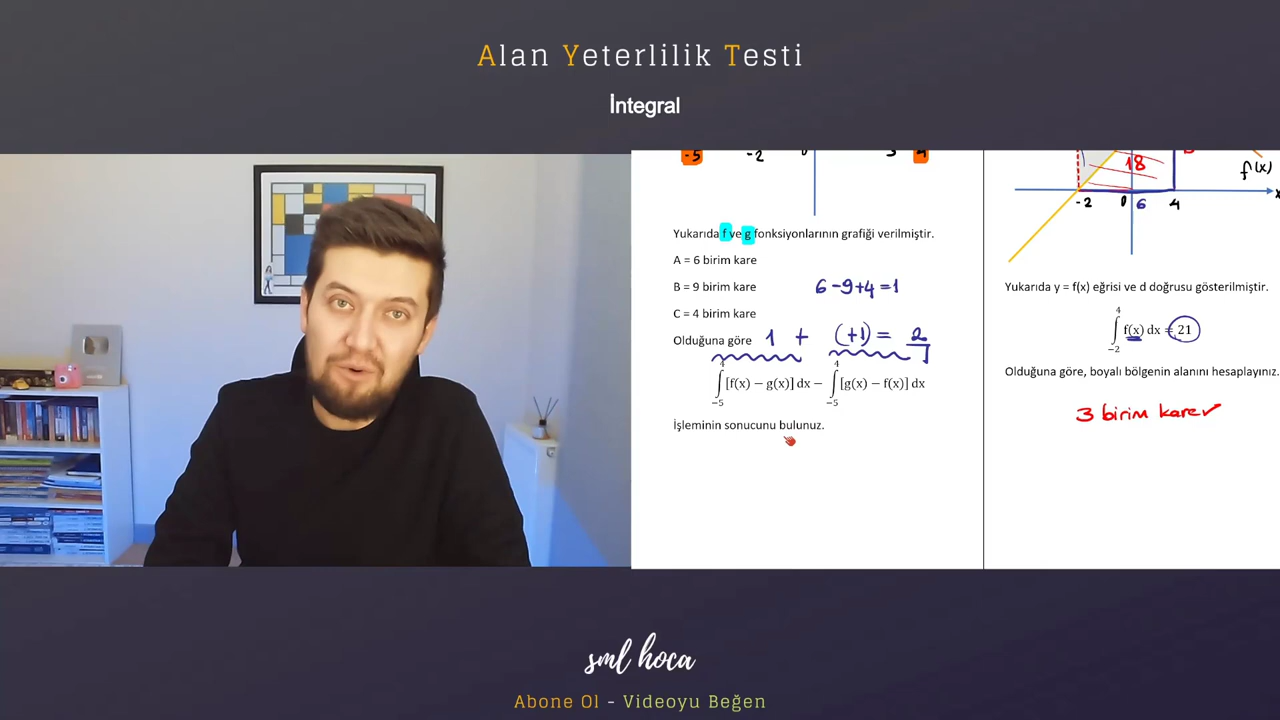 Alan Yeterlilik Testi
İntegral
-5 -2 0 3 4
Yukarıda f ve g fonksiyonlarının grafiği verilmiştir.
A = 6 birim kare
B = 9 birim kare
6 - 9 + 4 = 1
C = 4 birim kare
Olduğuna göre 1 + (+1) = 2
4 4
∫ [f(x) − g(x)] dx − ∫ [g(x) − f(x)] dx
−5 −5
İşleminin sonucunu bulunuz.
18
f(x)
x
-2 0 6 4
Yukarıda y = f(x) eğrisi ve d doğrusu gösterilmiştir.
4
∫ f(x) dx = 21
−2
Olduğuna göre, boyalı bölgenin alanını hesaplayınız.
3 birim kare
sml hoca
Abone Ol - Videoyu Beğen